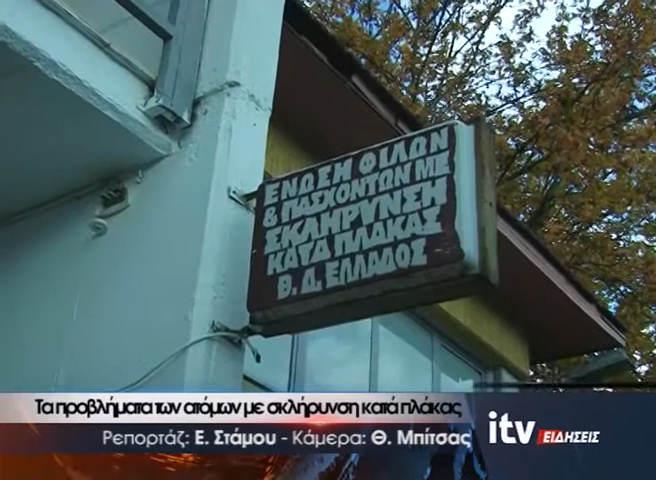 ΕΝΩΣΗ ΦΙΛΩΝ
& ΠΑΣΧΟΝΤΩΝ ΜΕ
ΣΚΛΗΡΥΝΣΗ
ΚΑΤΑ ΠΛΑΚΑΣ
Θ. Δ. ΕΛΛΑΔΟΣ
Τα προβλήματα των ατόμων με σκλήρυνση κατά πλάκας
Ρεπορτάζ: Ε. Στάμου - Κάμερα: Θ. Μπίτσας
itv ΕΙΔΗΣΕΙΣ